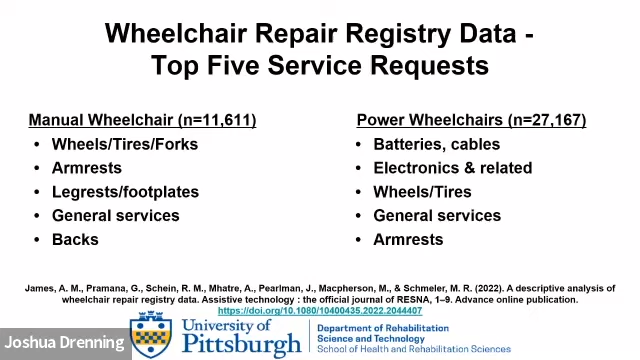 Wheelchair Repair Registry Data -
Top Five Service Requests
Manual Wheelchair (n=11,611)
• Wheels/Tires/Forks
• Armrests
• Legrests/footplates
• General services
• Backs
Power Wheelchairs (n=27,167)
• Batteries, cables
• Electronics & related
• Wheels/Tires
• General services
• Armrests
James, A. M., Pramana, G., Schein, R. M., Mhatre, A., Pearlman, J., Macpherson, M., & Schmeler, M. R. (2022). A descriptive analysis of
wheelchair repair registry data. Assistive technology : the official journal of RESNA, 1–9. Advance online publication.
https://doi.org/10.1080/10400435.2022.2044407
Joshua Drenning
University of
Pittsburgh
Department of Rehabilitation
Science and Technology
School of Health and Rehabilitation Sciences